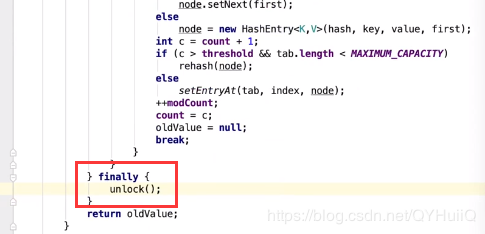 node.setNext(first);
else
node = new HashEntry<K,V>(hash, key, value, first);
int c = count + 1;
if (c > threshold && tab.length < MAXIMUM_CAPACITY)
rehash(node);
else
setEntryAt(tab, index, node);
++modCount;
count = c;
oldValue = null;
break;
}
}
} finally {
unlock();
}
return oldValue;
}
https://blog.csdn.net/QYHuiiQ